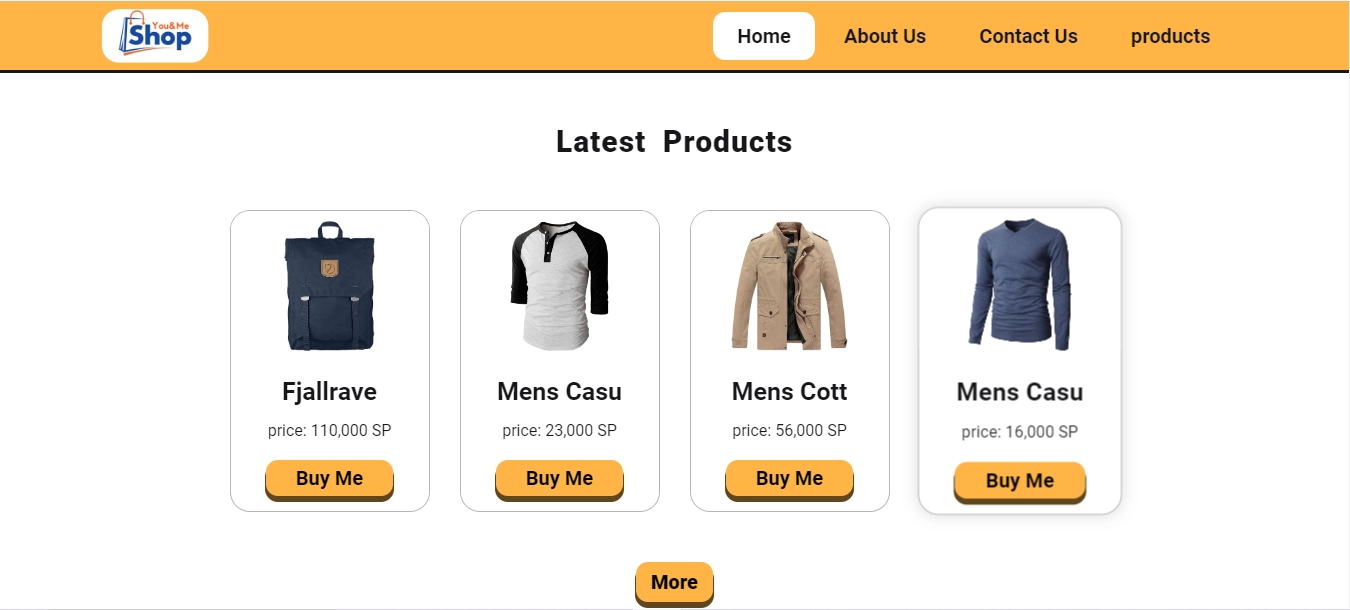 You&Me
Shop
Home About Us Contact Us products
Latest Products
Fjallrave Mens Casu Mens Cott Mens Casu
price: 110,000 SP price: 23,000 SP price: 56,000 SP price: 16,000 SP
Buy Me Buy Me Buy Me Buy Me
More